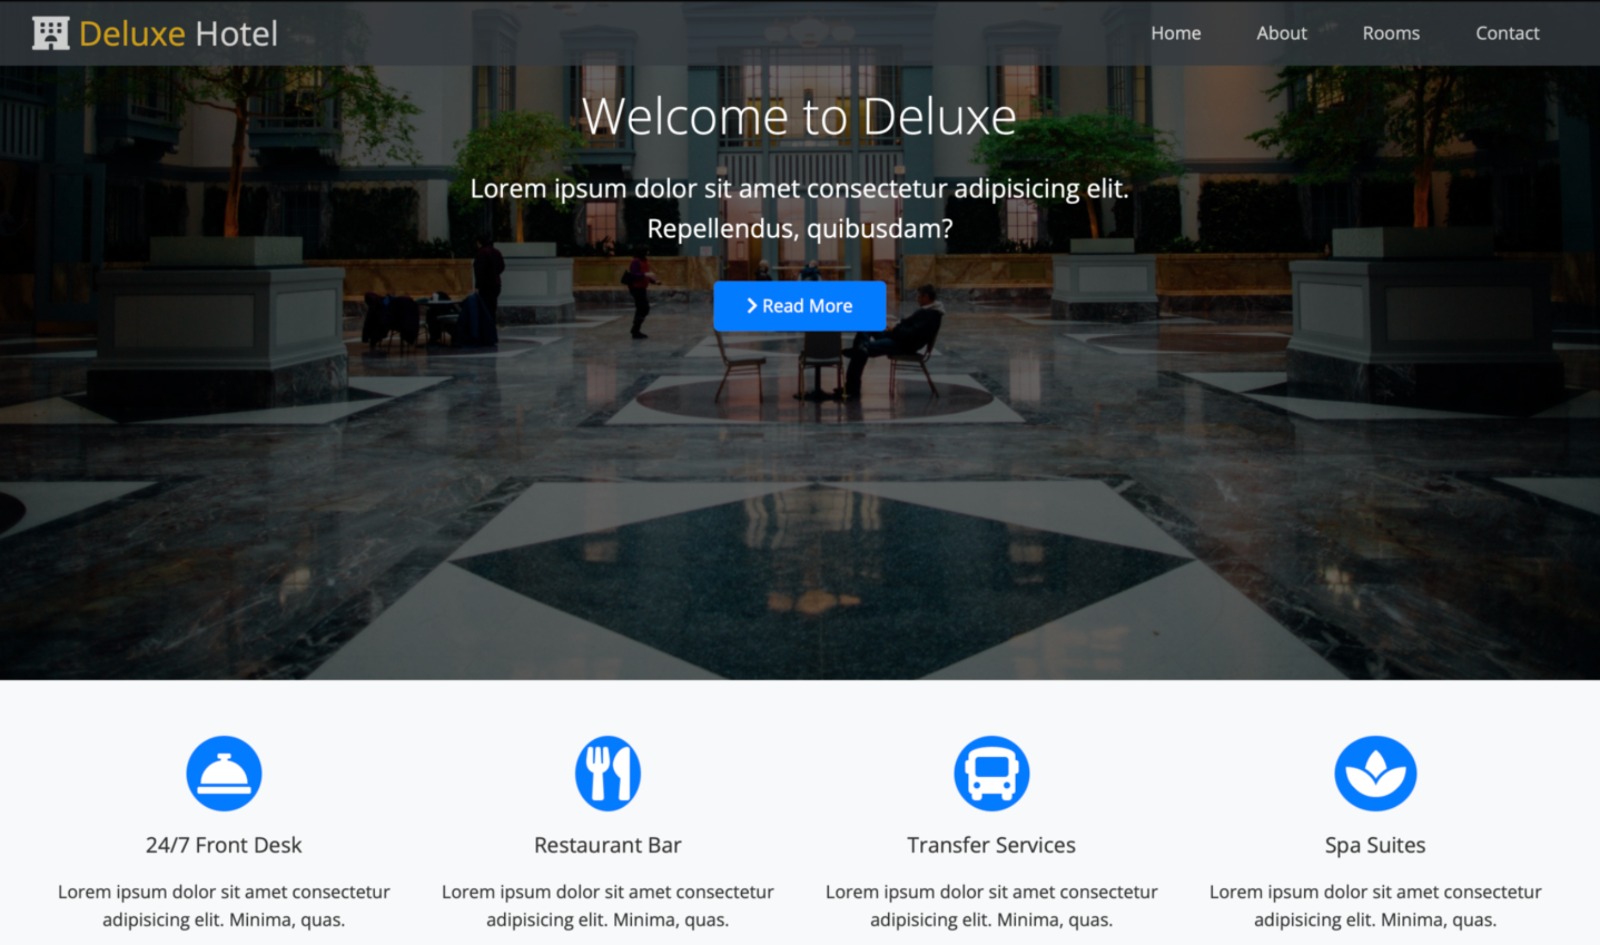 Deluxe Hotel
Home About Rooms Contact
Welcome to Deluxe
Lorem ipsum dolor sit amet consectetur adipisicing elit.
Repellendus, quibusdam?
Read More
24/7 Front Desk
Lorem ipsum dolor sit amet consectetur
adipisicing elit. Minima, quas.
Restaurant Bar
Lorem ipsum dolor sit amet consectetur
adipisicing elit. Minima, quas.
Transfer Services
Lorem ipsum dolor sit amet consectetur
adipisicing elit. Minima, quas.
Spa Suites
Lorem ipsum dolor sit amet consectetur
adipisicing elit. Minima, quas.